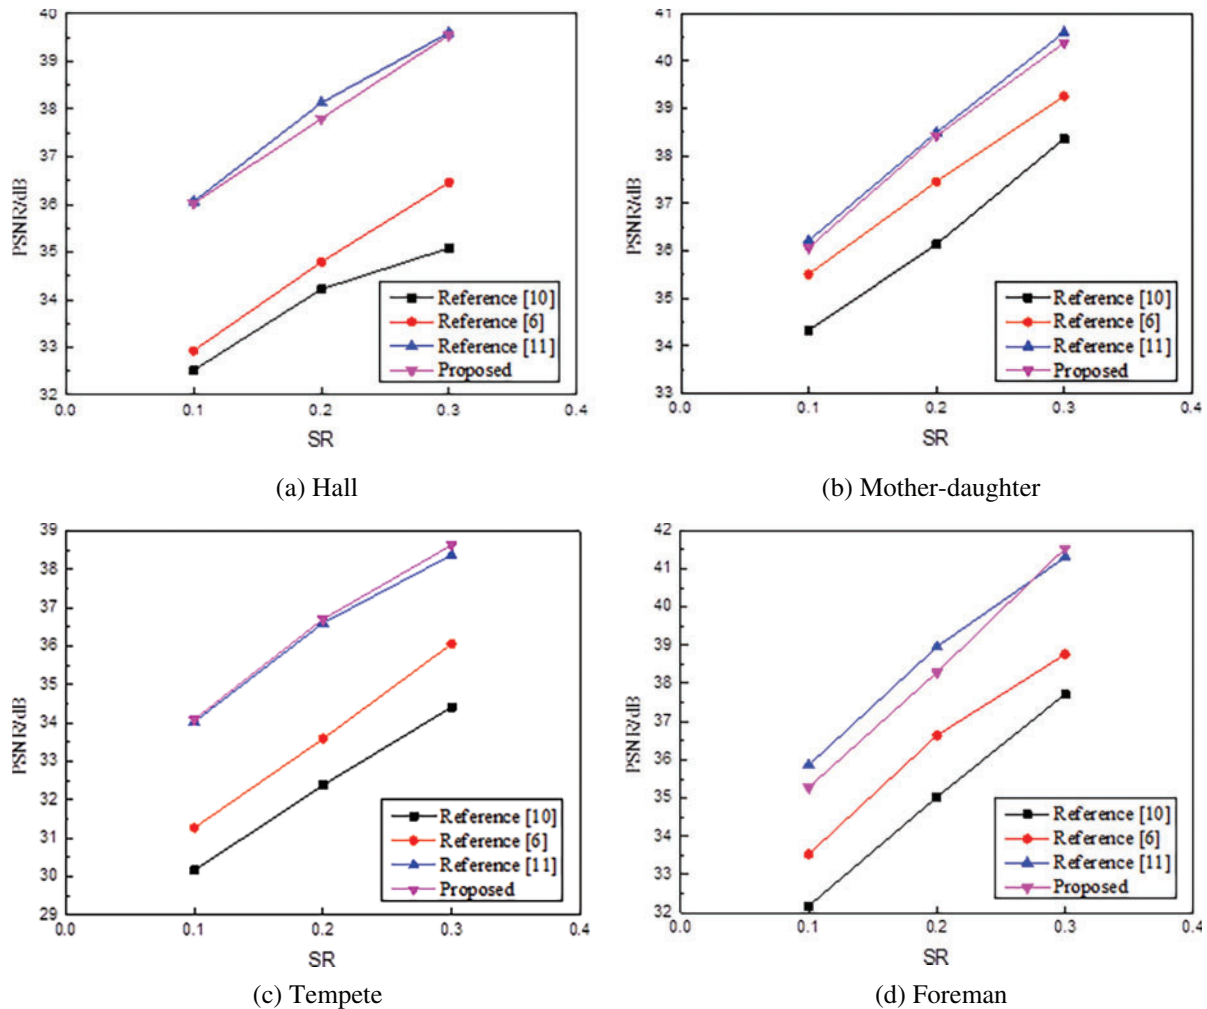 40
39
38
37
36
35
34
33
32
0.0
0.1
0.2
0.3
0.4
PSNR/dB
SR
Reference [10]
Reference [6]
Reference [11]
Proposed
(a) Hall
41
40
39
38
37
36
35
34
33
0.0
0.1
0.2
0.3
0.4
PSNR/dB
SR
Reference [10]
Reference [6]
Reference [11]
Proposed
(b) Mother-daughter
39
38
37
36
35
34
33
32
31
30
29
0.0
0.1
0.2
0.3
0.4
PSNR/dB
SR
Reference [10]
Reference [6]
Reference [11]
Proposed
(c) Tempete
42
41
40
39
38
37
36
35
34
33
32
0.0
0.1
0.2
0.3
0.4
PSNR/dB
SR
Reference [10]
Reference [6]
Reference [11]
Proposed
(d) Foreman